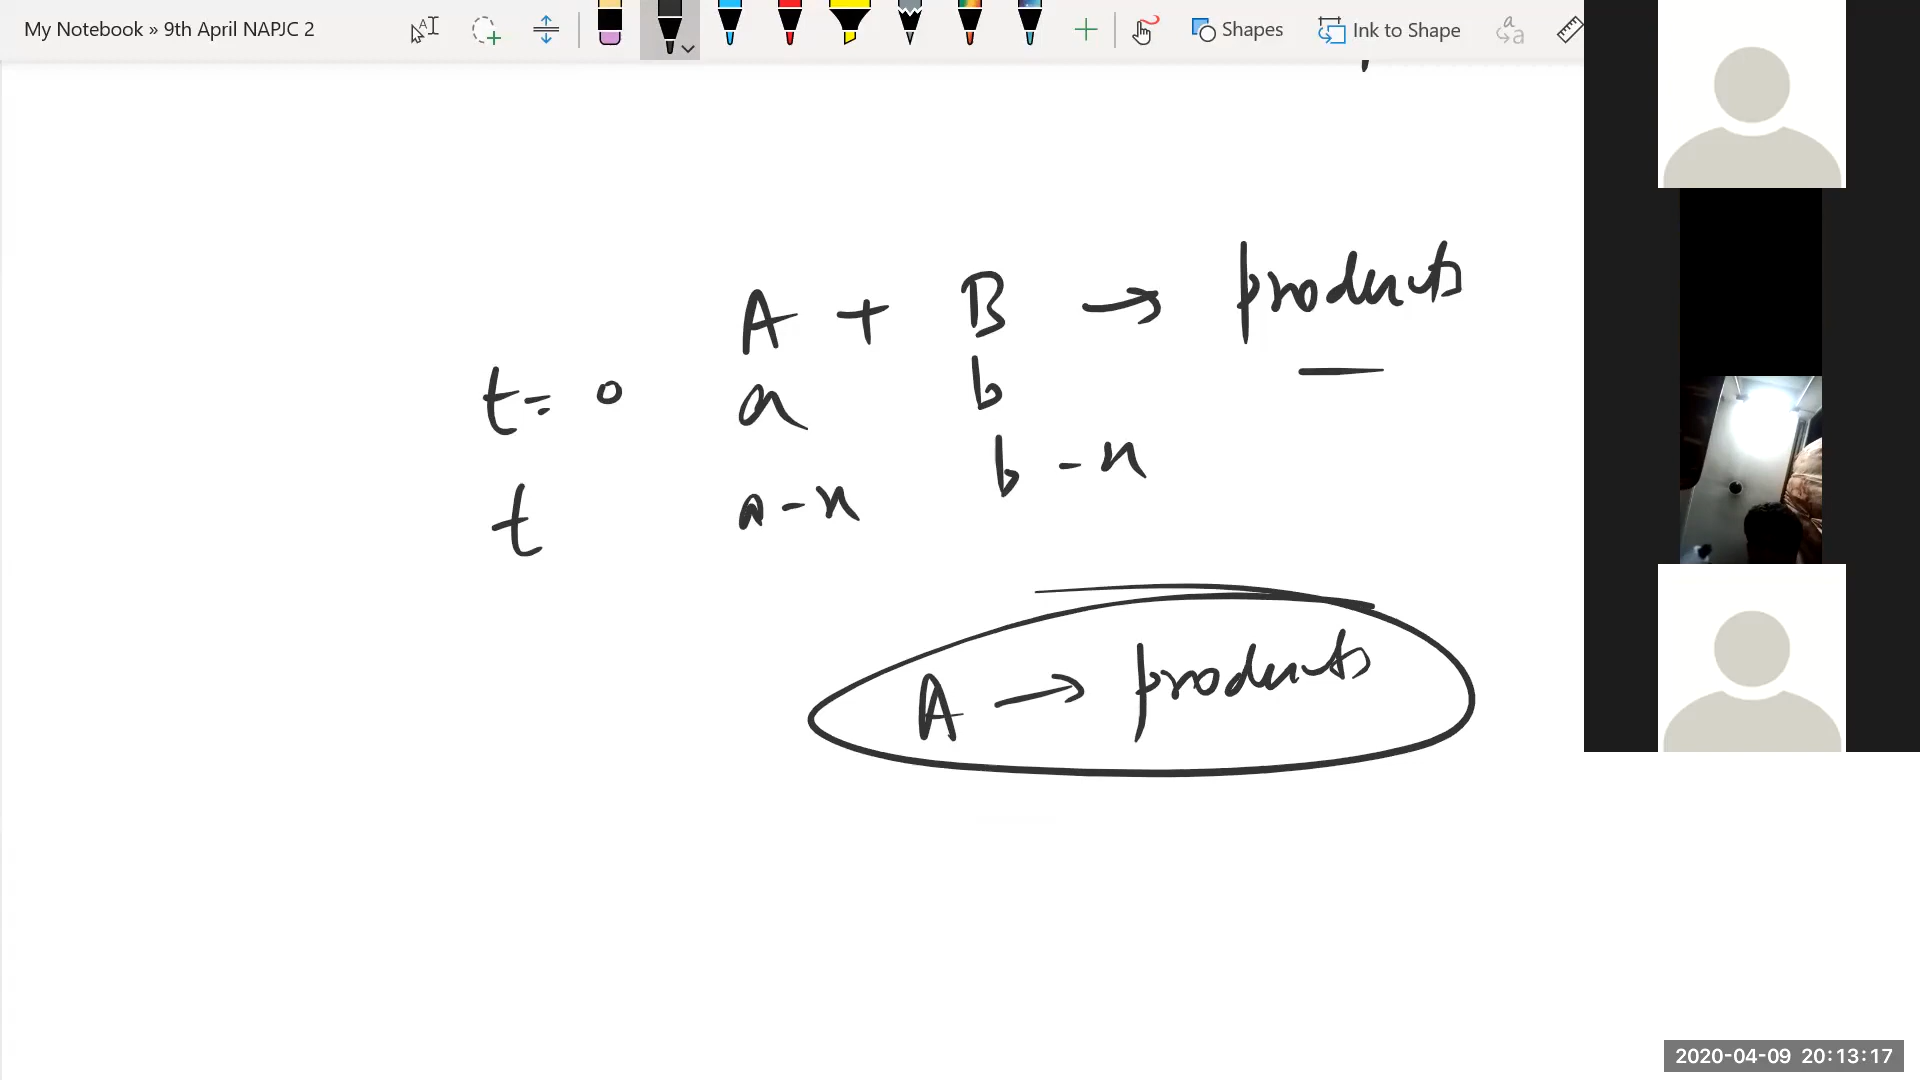 My Notebook » 9th April NAPJC 2
Shapes
Ink to Shape
A + B → products
t = 0 a b —
t a - x b - x
A → products
2020-04-09 20:13:17